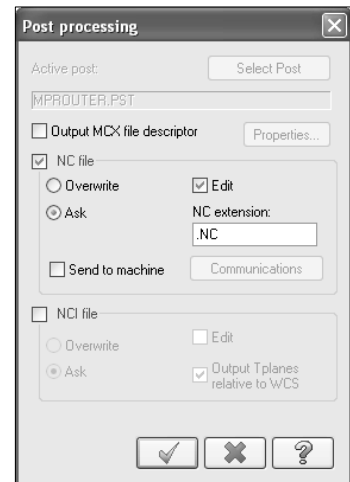 Post processing
Active post:
Select Post
MPROUTER.PST
Output MCX file descriptor
Properties...
NC file
Overwrite
Edit
Ask
NC extension:
.NC
Send to machine
Communications
NCI file
Overwrite
Edit
Ask
Output Tplanes
relative to WCS
?